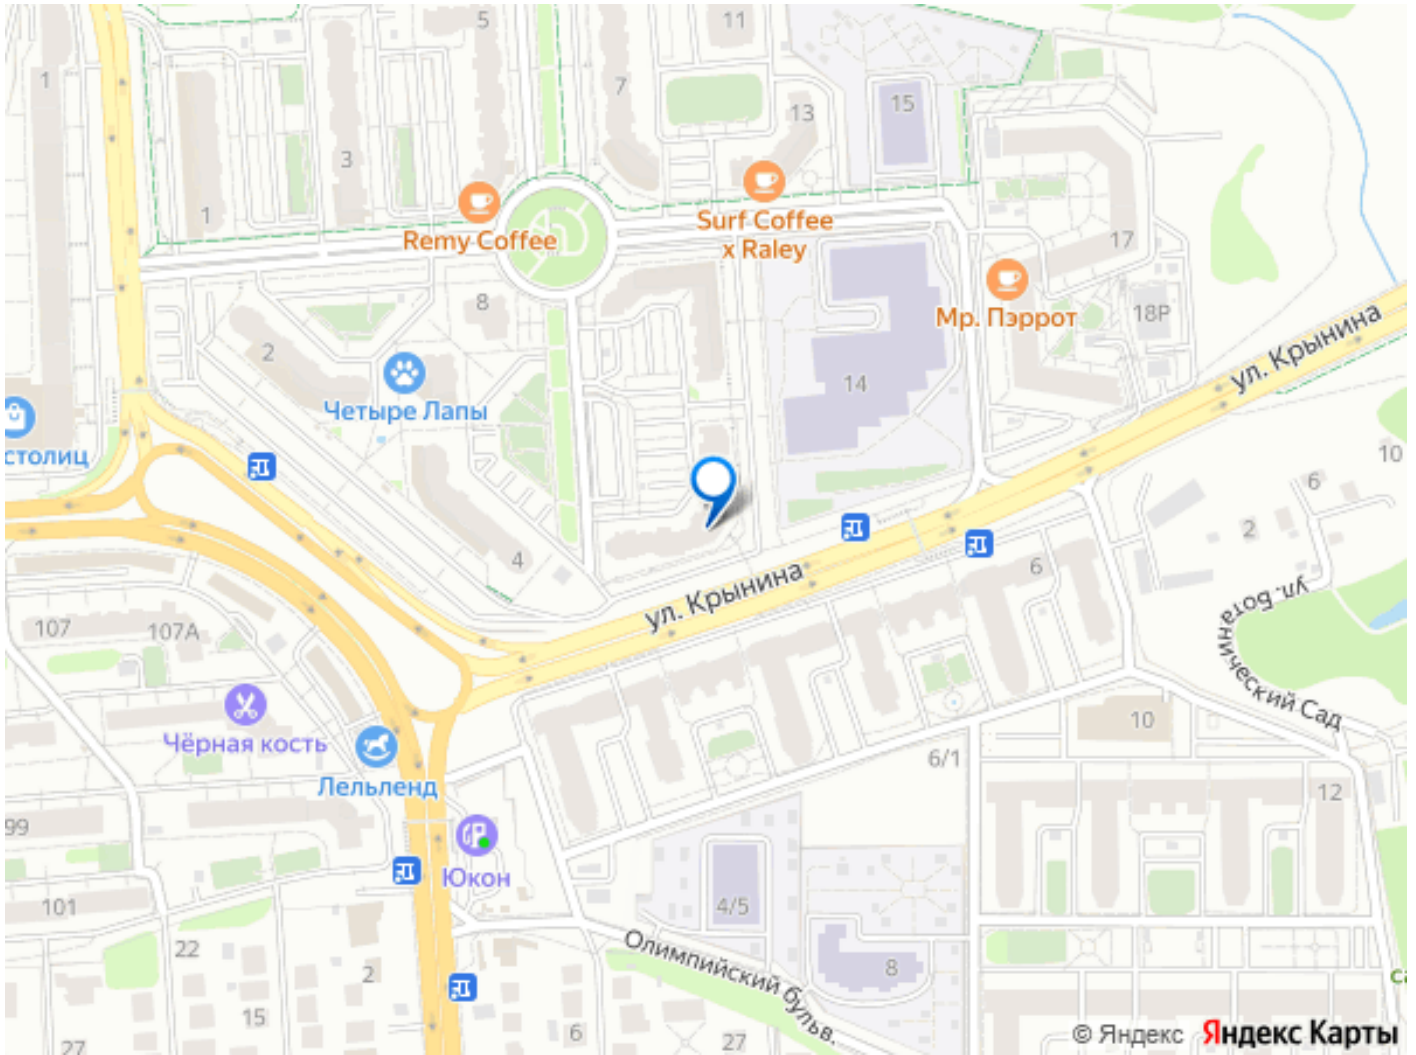 5
11
1
7
13
15
3
1
Remy Coffee
Surf Coffee
x Raley
17
8
Мр. Пэррот
18Р
ул. Крынина
2
14
Четыре Лапы
столиц
10
6
2
4
6
ул. Крынина
ул. Ботанический Сад
107
107А
10
Чёрная кость
6/1
Лельленд
12
99
Юкон
101
4/5
22
Олимпийский бульв.
8
2
15
6
27
27
са
© Яндекс Яндекс Карты